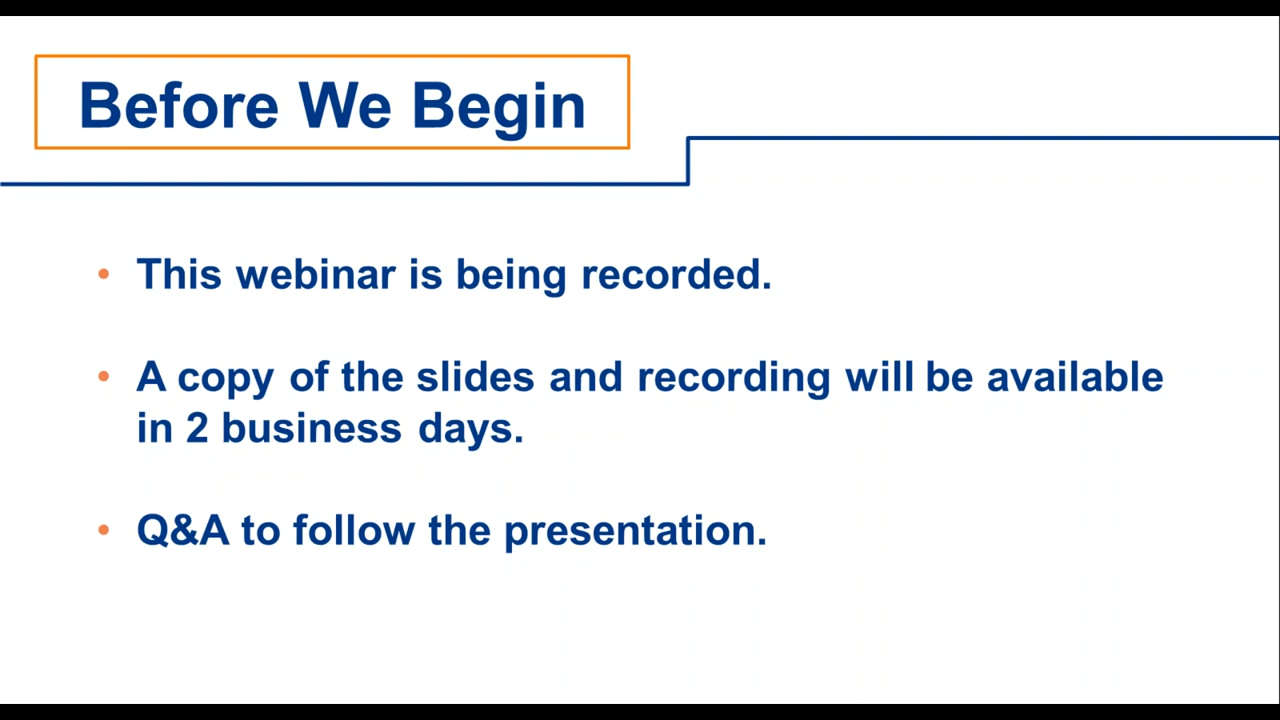 Before We Begin
• This webinar is being recorded.
• A copy of the slides and recording will be available
in 2 business days.
• Q&A to follow the presentation.